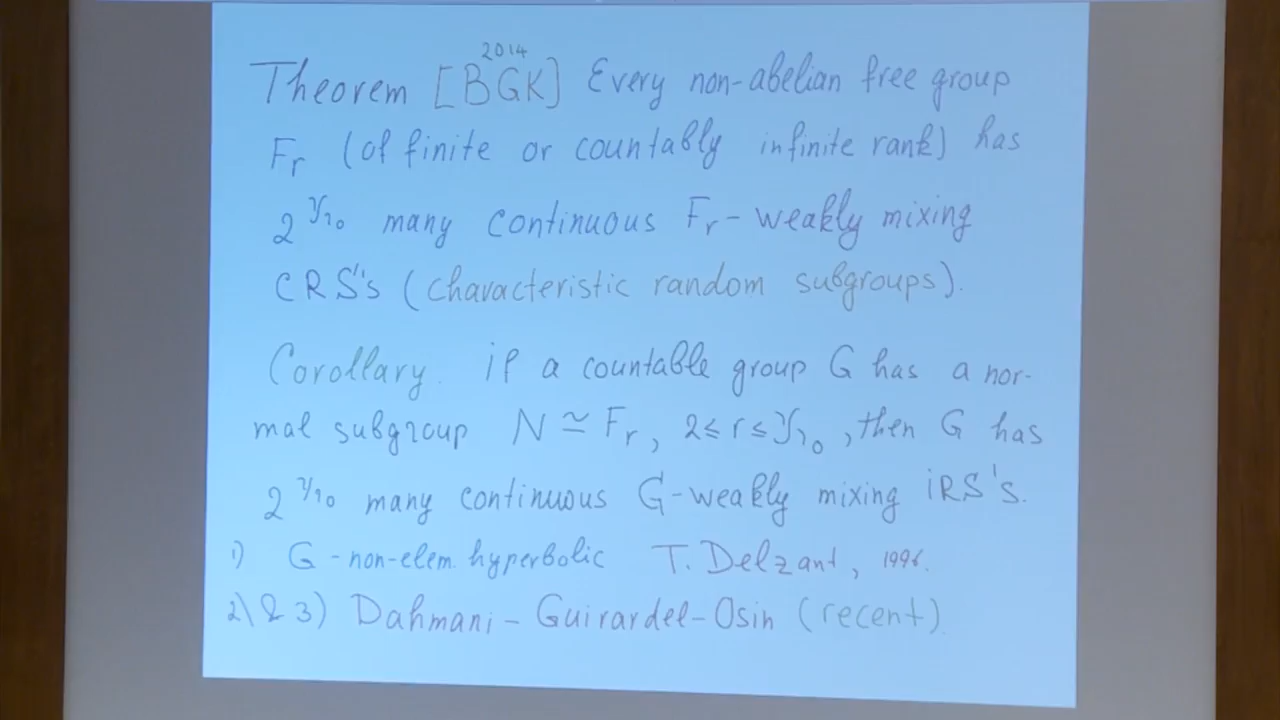 2014
Theorem [BGK] Every non-abelian free group
Fr (of finite or countably infinite rank) has
2^ℵ0 many continuous Fr-weakly mixing
CRS's (characteristic random subgroups).
Corollary. if a countable group G has a nor-
mal subgroup N ≃ Fr, 2≤r≤ℵ0, then G has
2^ℵ0 many continuous G-weakly mixing iRS's.
1) G-non-elem. hyperbolic T. Delzant, 1996.
2) & 3) Dahmani-Guirardel-Osin (recent)